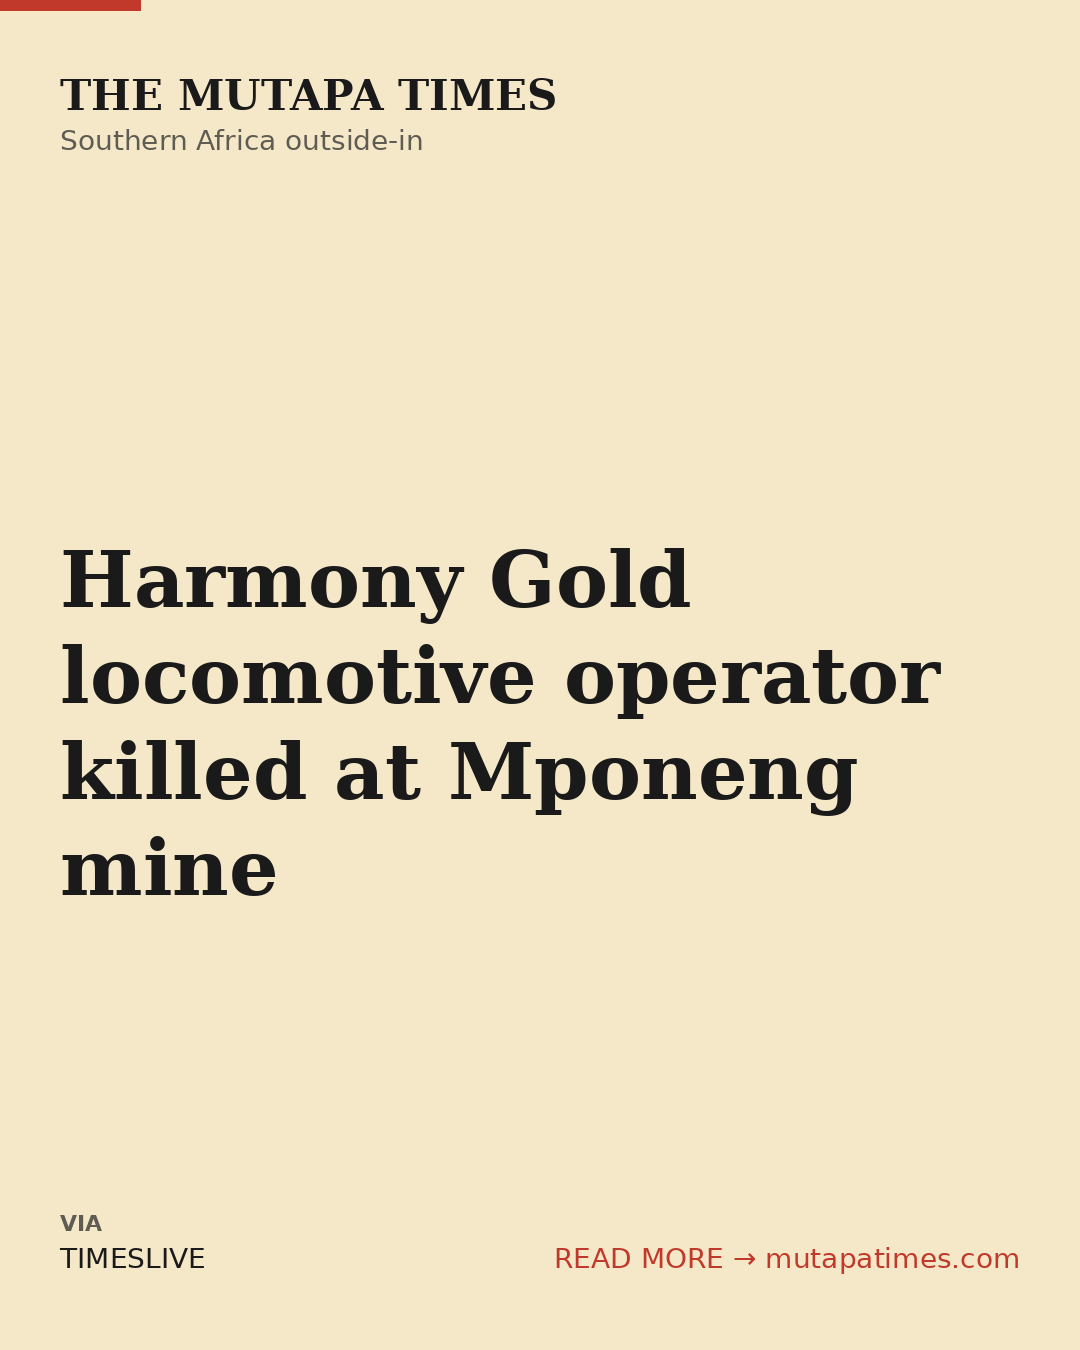 THE MUTAPA TIMES
Southern Africa outside-in
Harmony Gold
locomotive operator
killed at Mponeng
mine
VIA
TIMESLIVE
READ MORE → mutapatimes.com